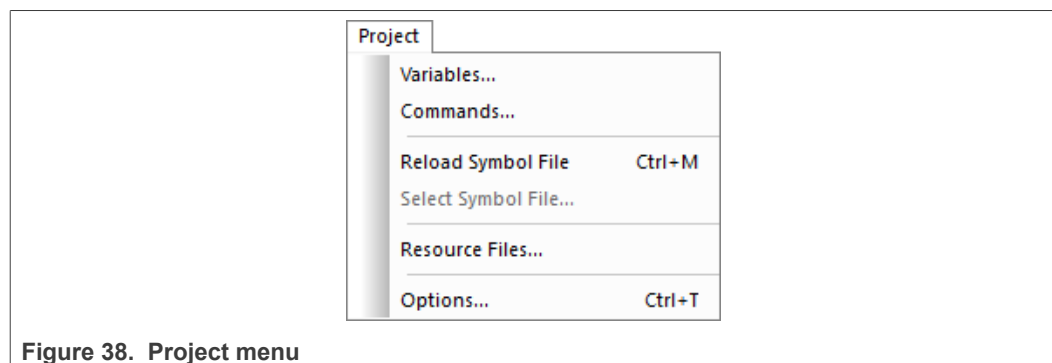 Project
Variables...
Commands...
Reload Symbol File Ctrl+M
Select Symbol File...
Resource Files...
Options... Ctrl+T
Figure 38. Project menu